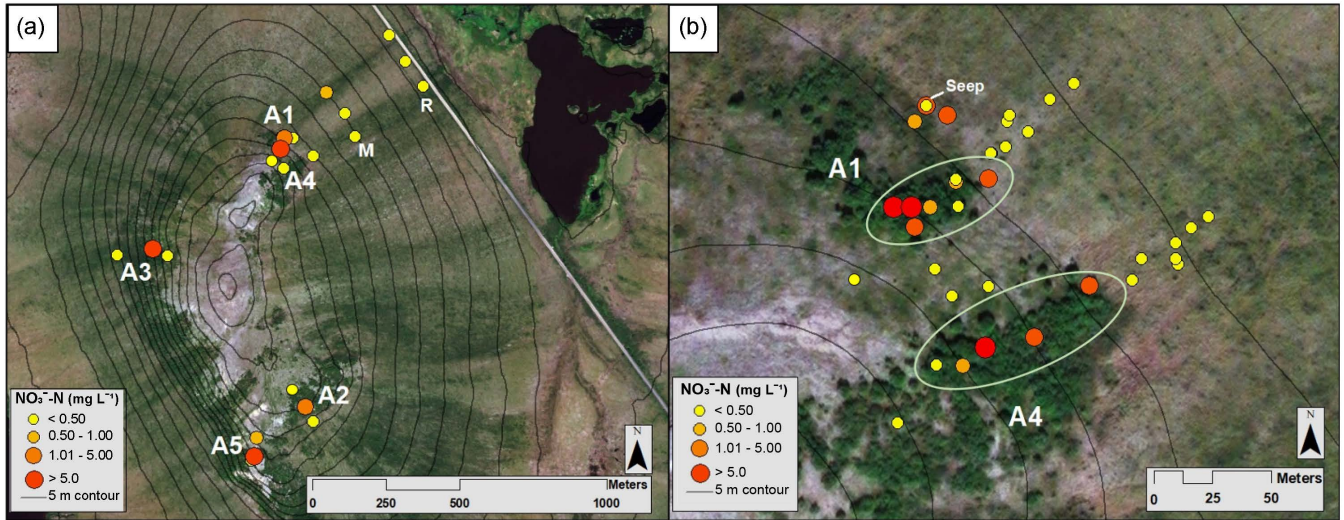 (a)
R
A1
M
A4
A3
A2
A5
NO₃⁻-N (mg L⁻¹)
< 0.50
0.50 - 1.00
1.01 - 5.00
> 5.0
5 m contour
N
Meters
0 250 500 1000
(b)
Seep
A1
A4
NO₃⁻-N (mg L⁻¹)
< 0.50
0.50 - 1.00
1.01 - 5.00
> 5.0
5 m contour
N
Meters
0 25 50